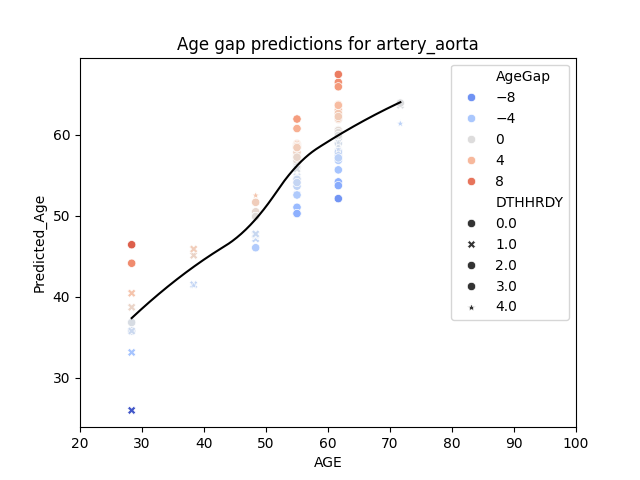 Age gap predictions for artery_aorta
Predicted_Age
60
50
40
30
20 30 40 50 60 70 80 90 100
AGE
AgeGap
−8
−4
0
4
8
DTHHRDY
0.0
1.0
2.0
3.0
4.0